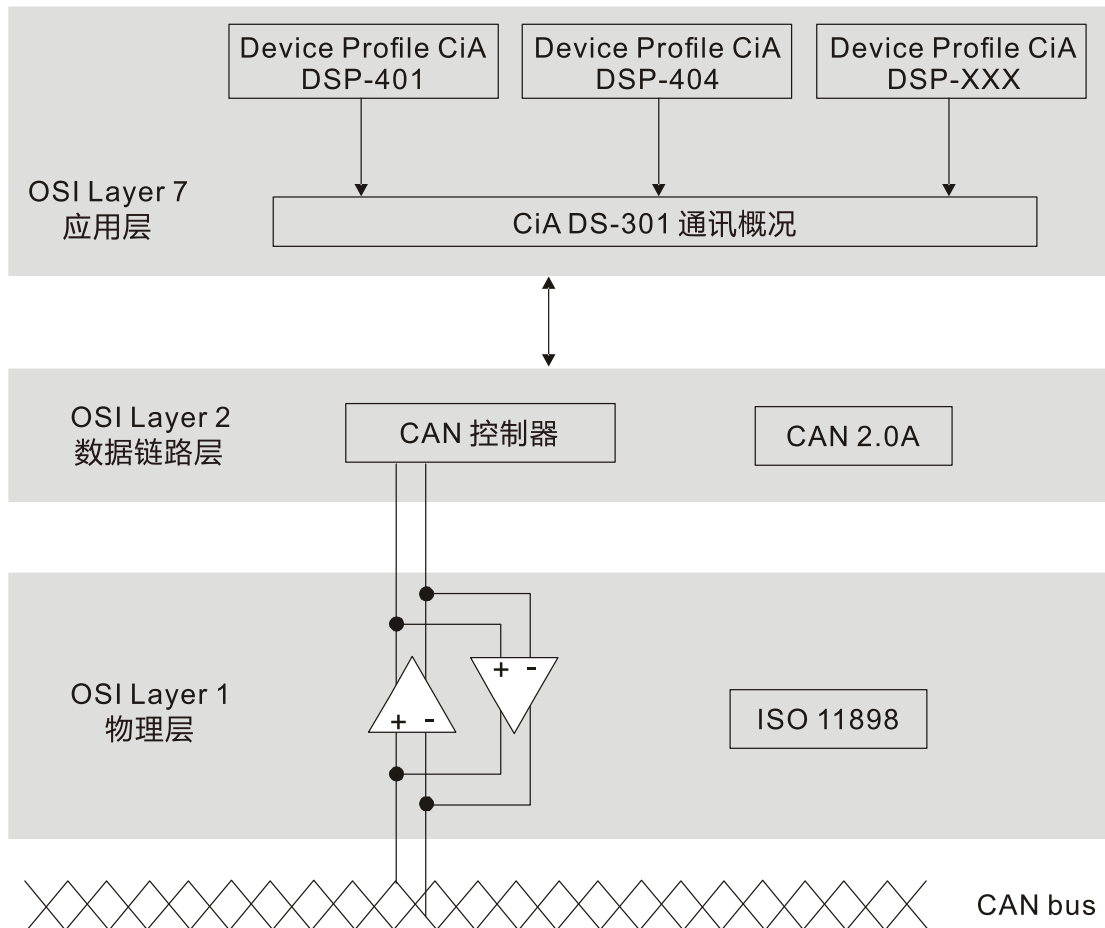 Device Profile CiA
DSP-401
Device Profile CiA
DSP-404
Device Profile CiA
DSP-XXX
OSI Layer 7
应用层
CiA DS-301 通讯概况
OSI Layer 2
数据链路层
CAN 控制器
CAN 2.0A
+ -
+ -
OSI Layer 1
物理层
ISO 11898
CAN bus